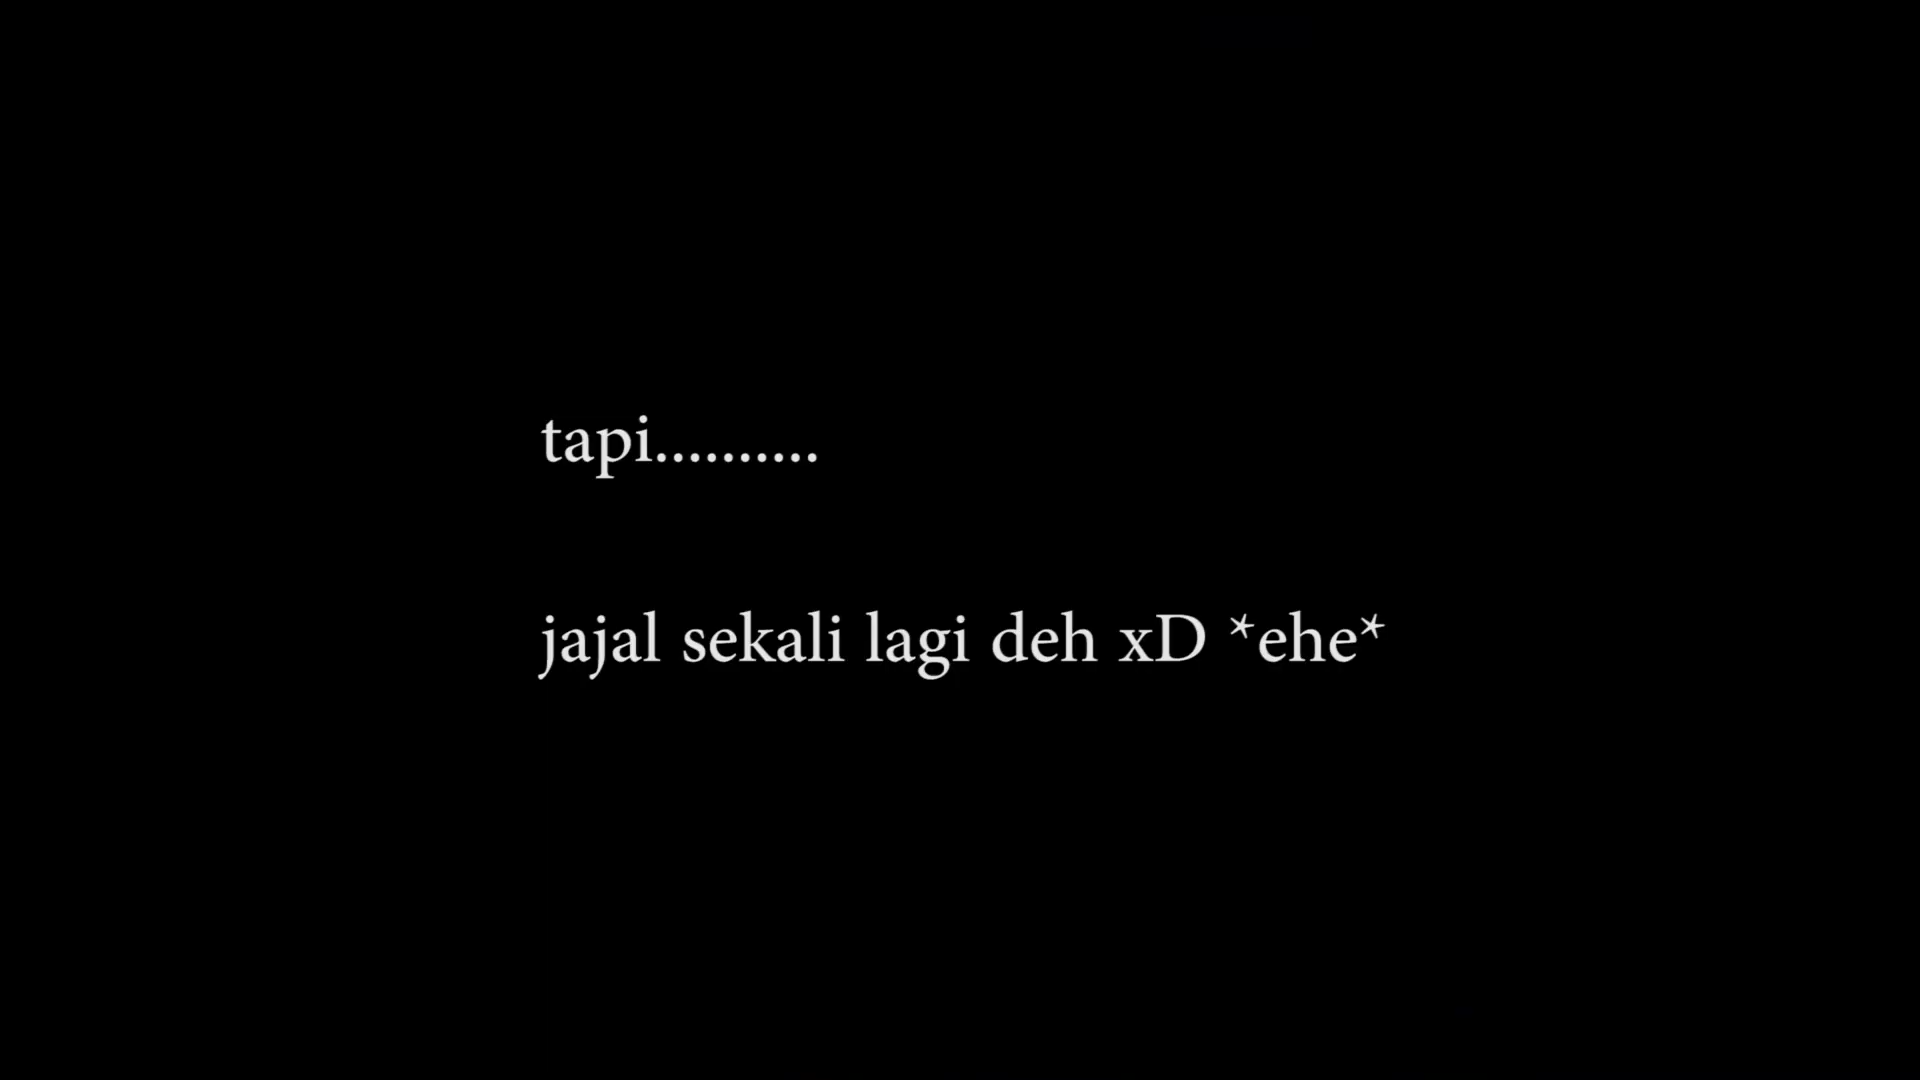 tapi..........
jajal sekali lagi deh xD *ehe*